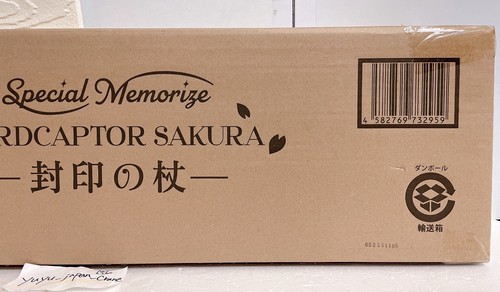 Special Memorize
RDCAPTOR SAKURA
封印の杖
4 582769 732959
ダンボール
輸送箱
yuyu_japan